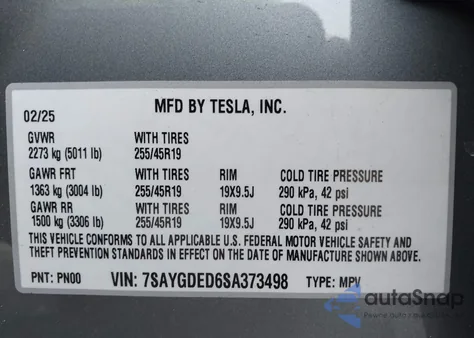 MFD BY TESLA, INC.
02/25
GVWR WITH TIRES
2273 kg (5011 lb) 255/45R19
GAWR FRT WITH TIRES RIM COLD TIRE PRESSURE
1363 kg (3004 lb) 255/45R19 19X9.5J 290 kPa, 42 psi
GAWR RR WITH TIRES RIM COLD TIRE PRESSURE
1500 kg (3306 lb) 255/45R19 19X9.5J 290 kPa, 42 psi
THIS VEHICLE CONFORMS TO ALL APPLICABLE U.S. FEDERAL MOTOR VEHICLE SAFETY AND
THEFT PREVENTION STANDARDS IN EFFECT ON THE DATE OF MANUFACTURE SHOWN ABOVE.
PNT: PN00 VIN: 7SAYGDED6SA373498 TYPE: MPV
autoSnap